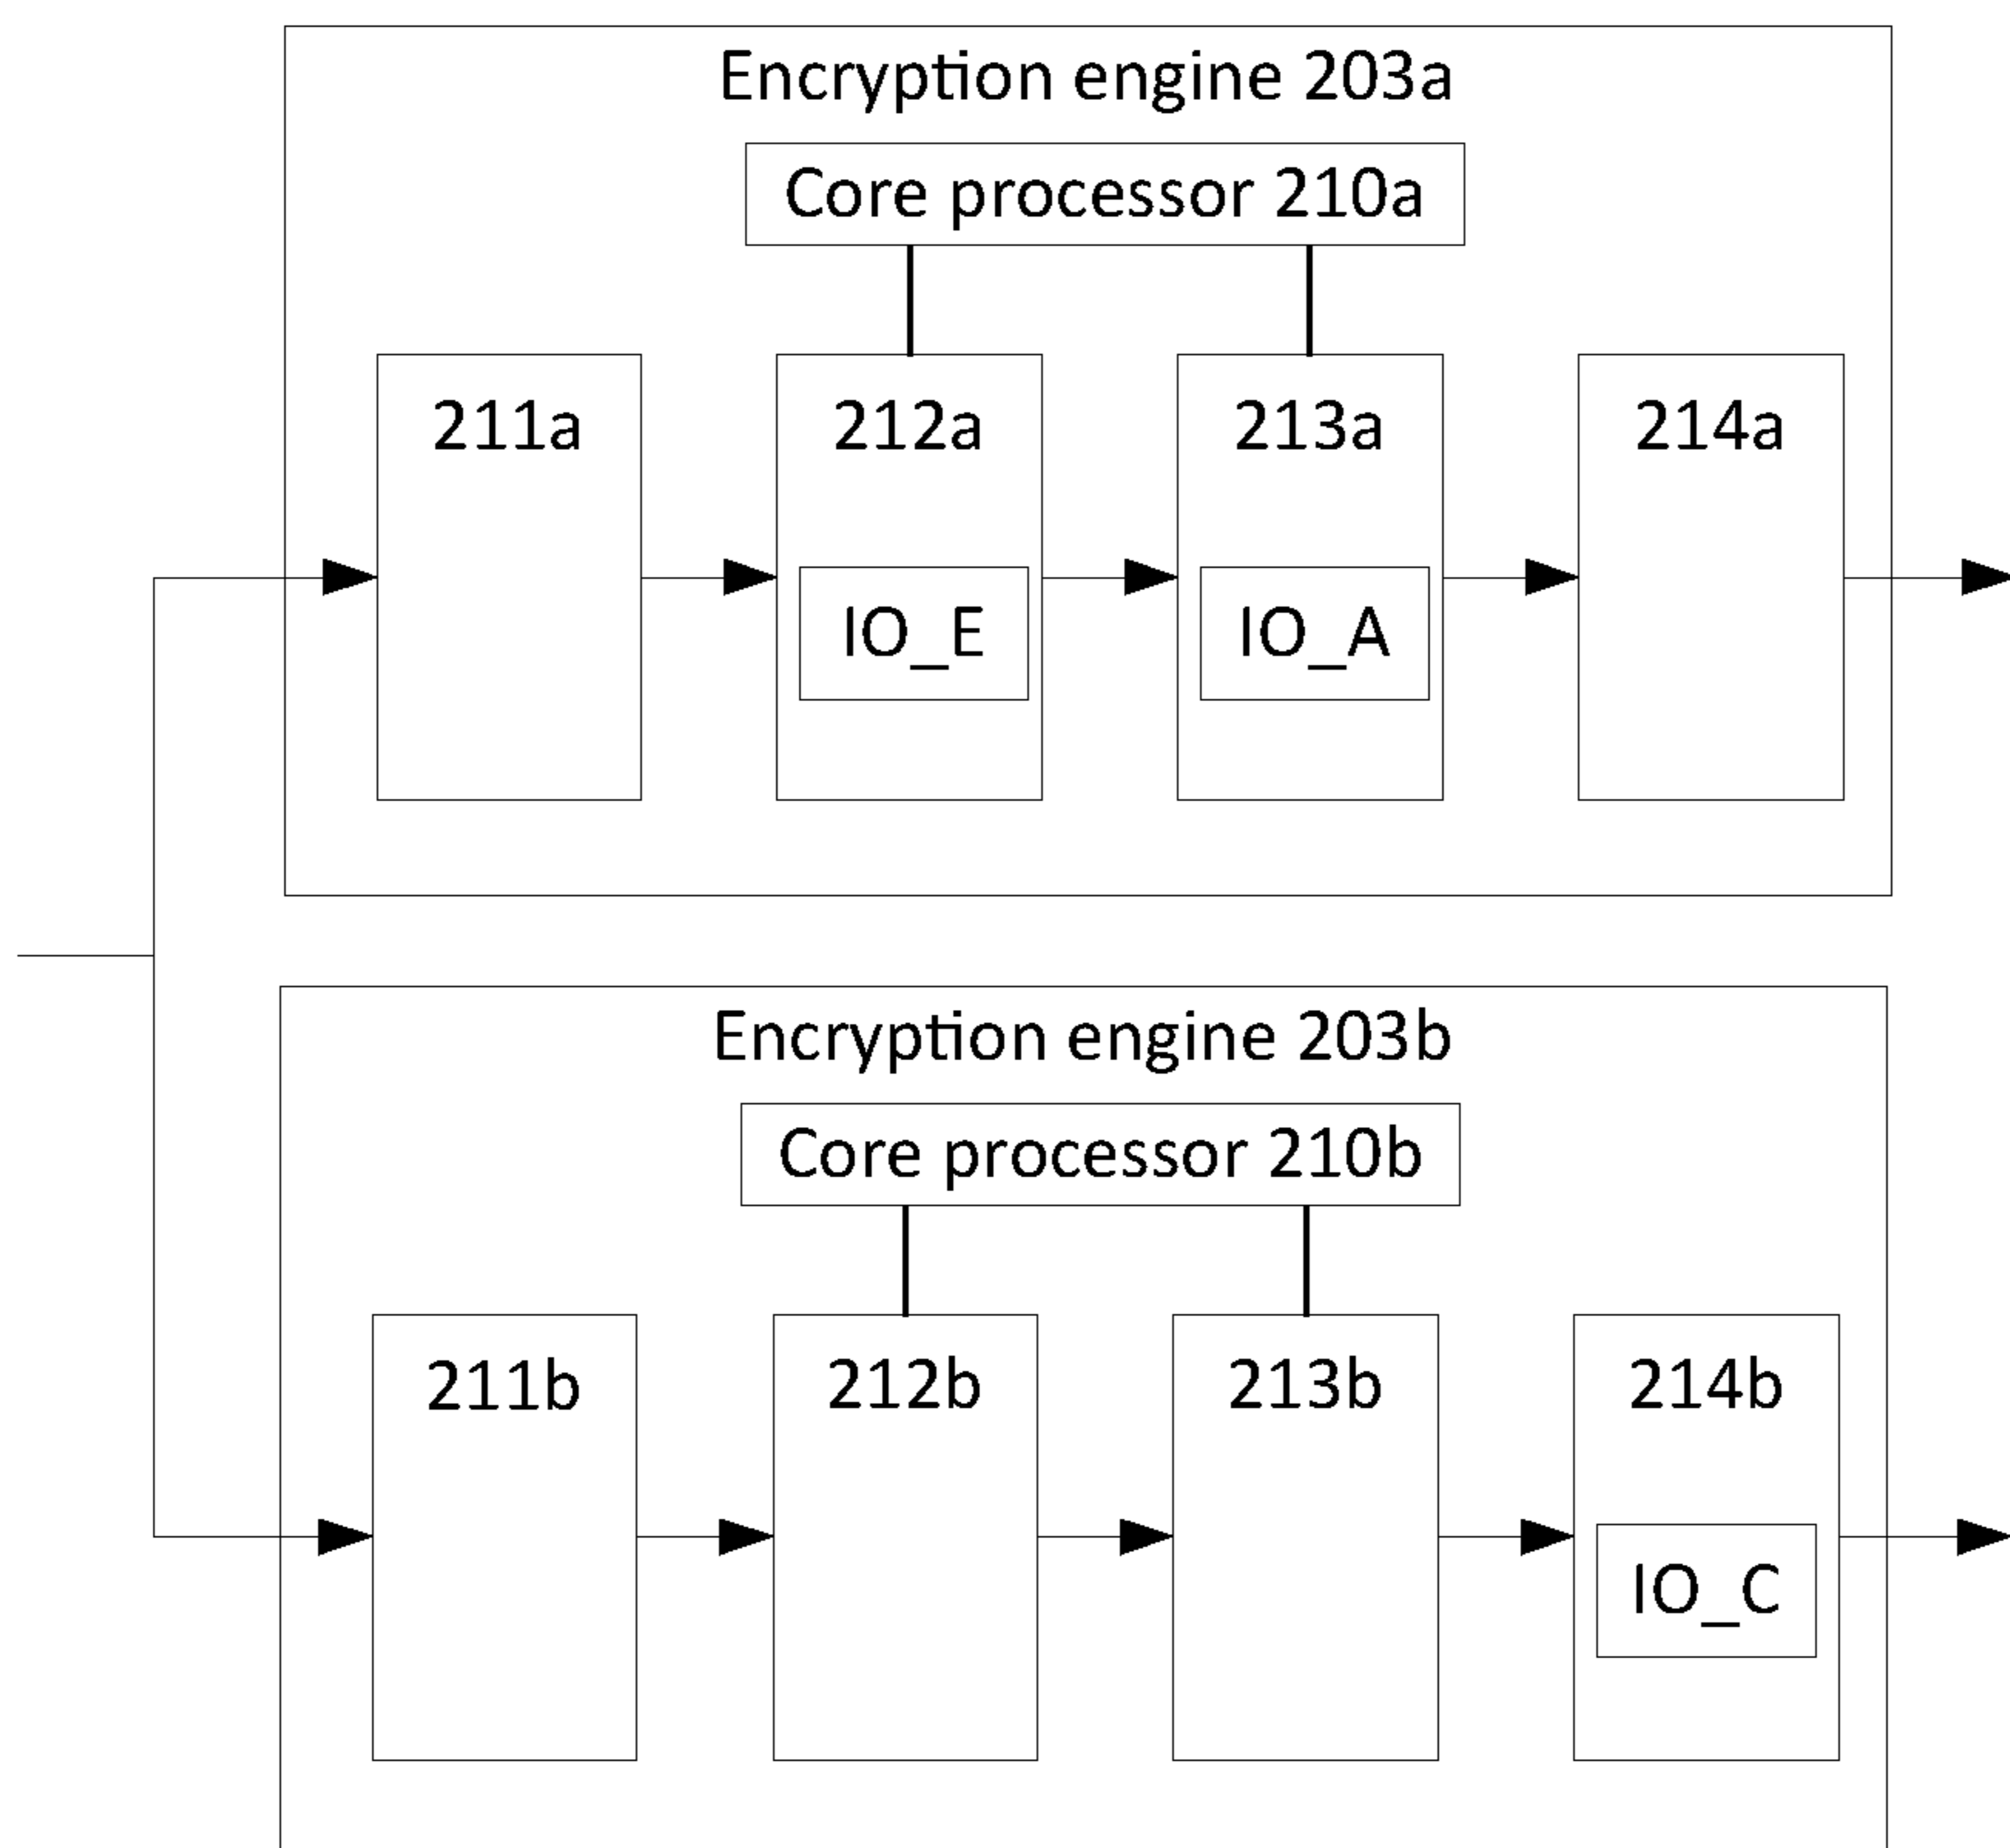 Encryption engine 203a
Core processor 210a
211a
212a
213a
214a
IO_E
IO_A
Encryption engine 203b
Core processor 210b
211b
212b
213b
214b
IO_C